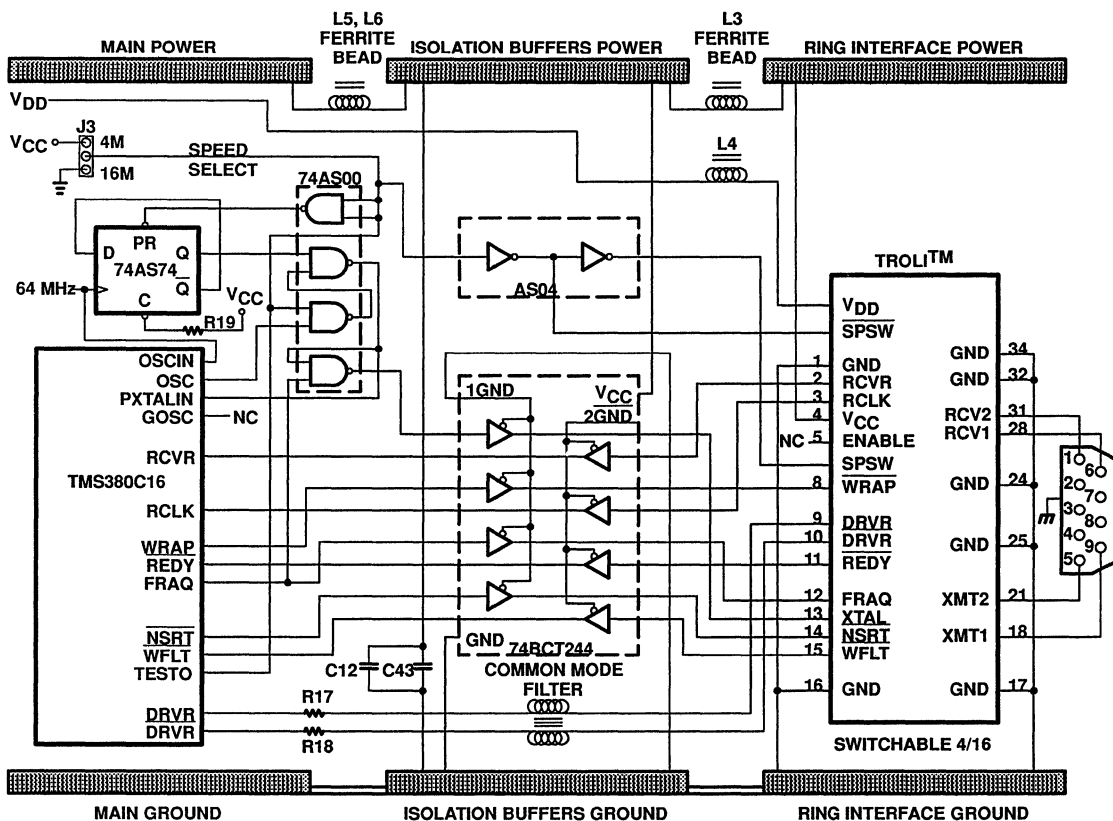 L5, L6
FERRITE
BEAD
L3
FERRITE
BEAD
MAIN POWER
ISOLATION BUFFERS POWER
RING INTERFACE POWER
VDD
J3
VCC
4M
16M
SPEED
SELECT
L4
74AS00
PR
D
Q
74AS74
Q
C
64 MHz
VCC
R19
AS04
TROLI™
VDD
SPSW
1 GND
2 RCVR
3 RCLK
4 VCC
NC 5 ENABLE
SPSW
8 WRAP
9 DRVR
10 DRVR
11 REDY
12 FRAQ
13 XTAL
14 NSRT
15 WFLT
16 GND
GND 34
GND 32
RCV2 31
RCV1 28
GND 24
GND 25
XMT2 21
XMT1 18
GND 17
SWITCHABLE 4/16
1
2
3
4
5
6
7
8
9
OSCIN
OSC
PXTALIN
GOSC
NC
RCVR
TMS380C16
RCLK
WRAP
REDY
FRAQ
NSRT
WFLT
TESTO
DRVR
DRVR
1GND
VCC
2GND
GND
74BCT244
COMMON MODE
FILTER
C12
C43
R17
R18
MAIN GROUND
ISOLATION BUFFERS GROUND
RING INTERFACE GROUND